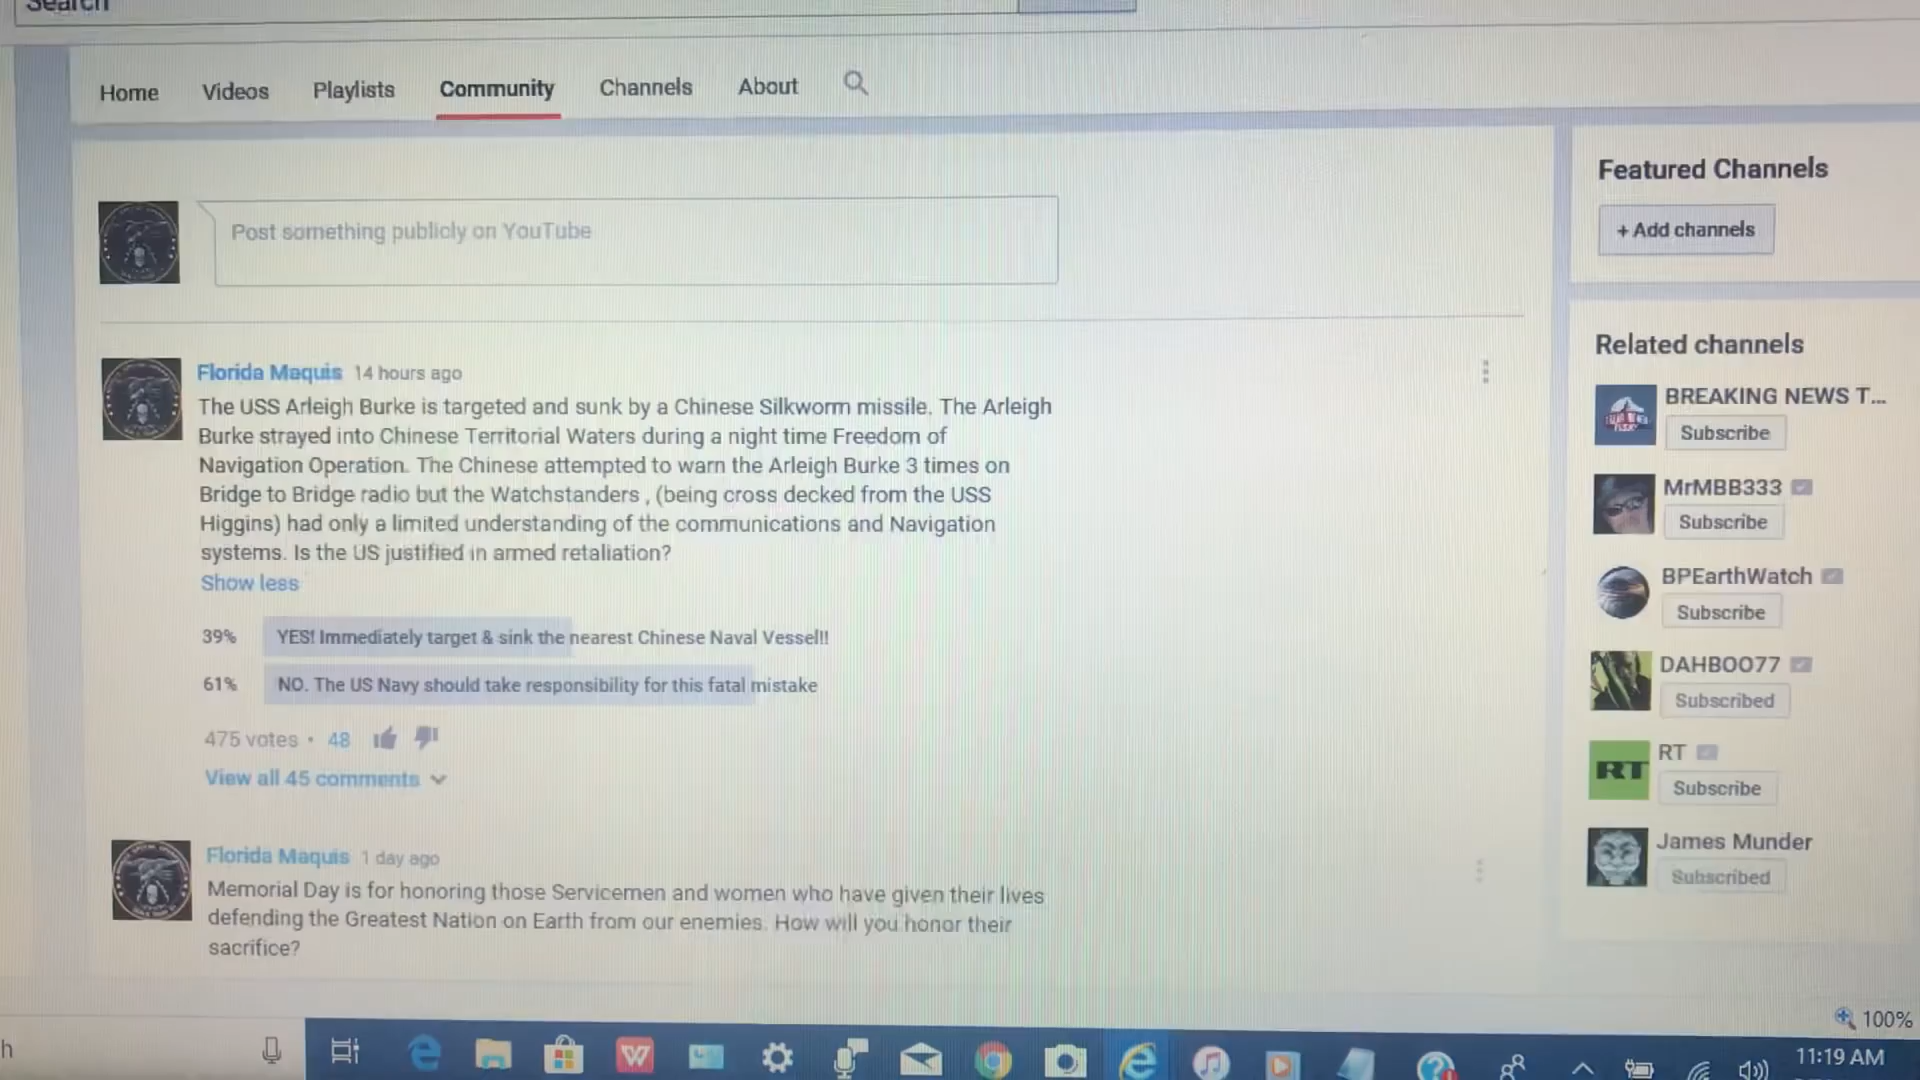 Search
Home Videos Playlists Community Channels About
Post something publicly on YouTube
Florida Maquis 14 hours ago
The USS Arleigh Burke is targeted and sunk by a Chinese Silkworm missile. The Arleigh
Burke strayed into Chinese Territorial Waters during a night time Freedom of
Navigation Operation. The Chinese attempted to warn the Arleigh Burke 3 times on
Bridge to Bridge radio but the Watchstanders , (being cross decked from the USS
Higgins) had only a limited understanding of the communications and Navigation
systems. Is the US justified in armed retaliation?
Show less
39% YES! Immediately target & sink the nearest Chinese Naval Vessel!!
61% NO. The US Navy should take responsibility for this fatal mistake
475 votes • 48
View all 45 comments
Florida Maquis 1 day ago
Memorial Day is for honoring those Servicemen and women who have given their lives
defending the Greatest Nation on Earth from our enemies. How will you honor their
sacrifice?
Featured Channels
+ Add channels
Related channels
BREAKING NEWS T...
Subscribe
MrMBB333
Subscribe
BPEarthWatch
Subscribe
DAHBOO77
Subscribed
RT
RT
Subscribe
James Munder
Subscribed
100%
h
11:19 AM